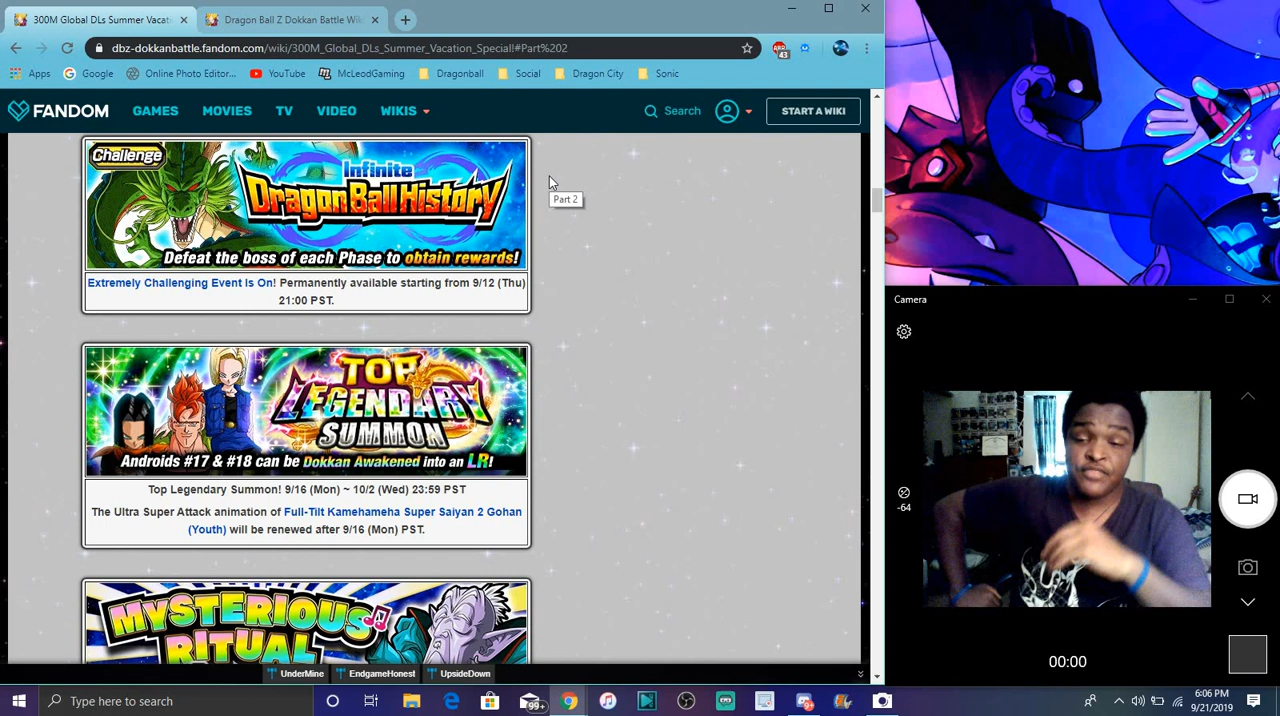 300M Global DLs Summer Vacat
Dragon Ball Z Dokkan Battle Wiki
dbz-dokkanbattle.fandom.com/wiki/300M_Global_DLs_Summer_Vacation_Special!#Part%202
43
Apps
Google
Online Photo Editor...
YouTube
McLeodGaming
Dragonball
Social
Dragon City
Sonic
FANDOM
GAMES
MOVIES
TV
VIDEO
WIKIS
Search
START A WIKI
Challenge
Infinite
Dragon Ball History
Defeat the boss of each Phase to obtain rewards!
Part 2
Extremely Challenging Event Is On! Permanently available starting from 9/12 (Thu)
21:00 PST.
TOP
LEGENDARY
SUMMON
Androids #17 & #18 can be Dokkan Awakened into an LR!
Top Legendary Summon! 9/16 (Mon) ~ 10/2 (Wed) 23:59 PST
The Ultra Super Attack animation of Full-Tilt Kamehameha Super Saiyan 2 Gohan
(Youth) will be renewed after 9/16 (Mon) PST.
MYSTERIOUS
RITUAL
UnderMine
EndgameHonest
UpsideDown
Camera
-64
00:00
Type here to search
99+
9+
6:06 PM
9/21/2019